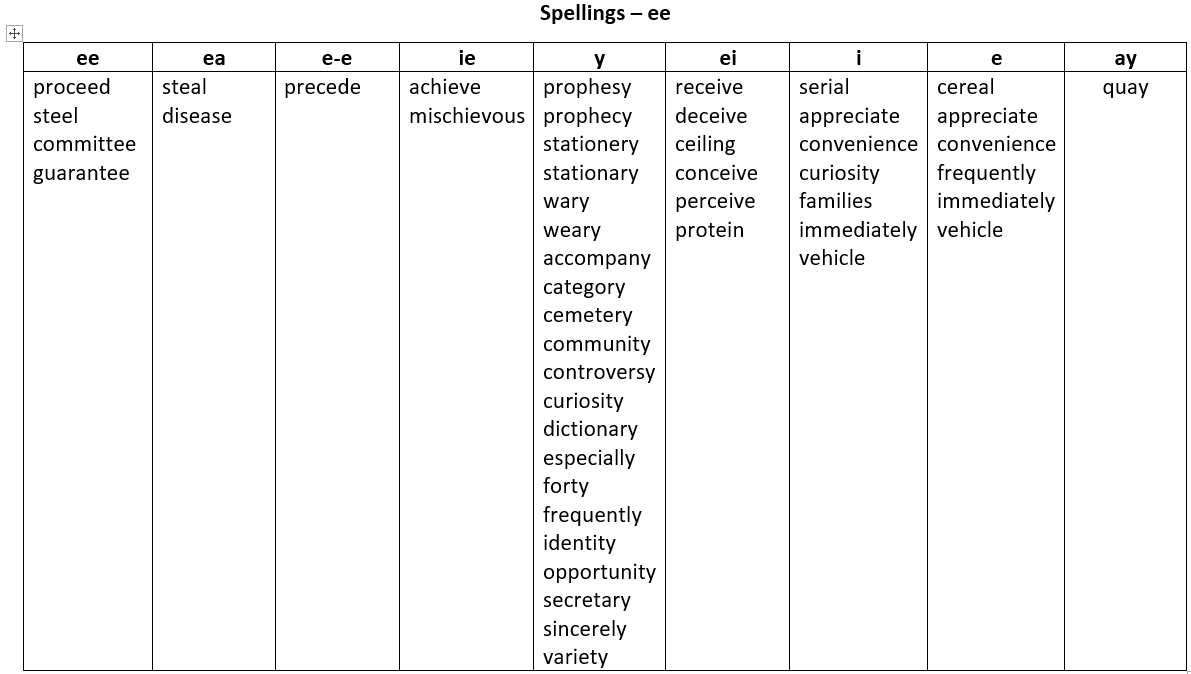 Spellings – ee
ee ea e-e ie y ei i e ay
proceed steal precede achieve prophesy receive serial cereal quay
steel disease mischievous prophecy deceive appreciate appreciate
committee stationery ceiling convenience convenience
guarantee stationary conceive curiosity frequently
wary perceive families immediately
weary protein immediately vehicle
accompany vehicle
category
cemetery
community
controversy
curiosity
dictionary
especially
forty
frequently
identity
opportunity
secretary
sincerely
variety